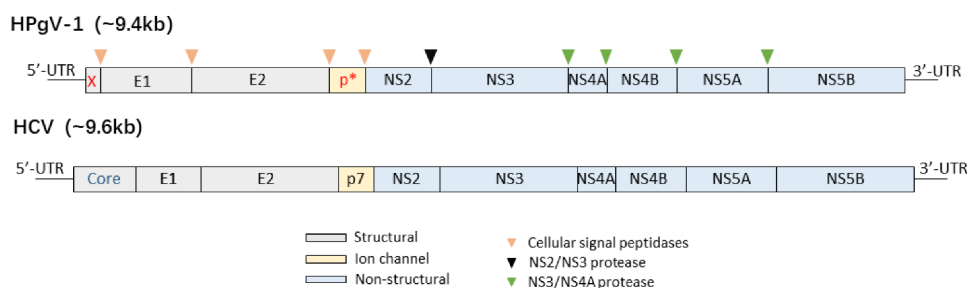 HPgV-1 (~9.4kb)
5’-UTR X E1 E2 p* NS2 NS3 NS4A NS4B NS5A NS5B 3’-UTR
HCV (~9.6kb)
5’-UTR Core E1 E2 p7 NS2 NS3 NS4A NS4B NS5A NS5B 3’-UTR
Structural
Ion channel
Non-structural
Cellular signal peptidases
NS2/NS3 protease
NS3/NS4A protease